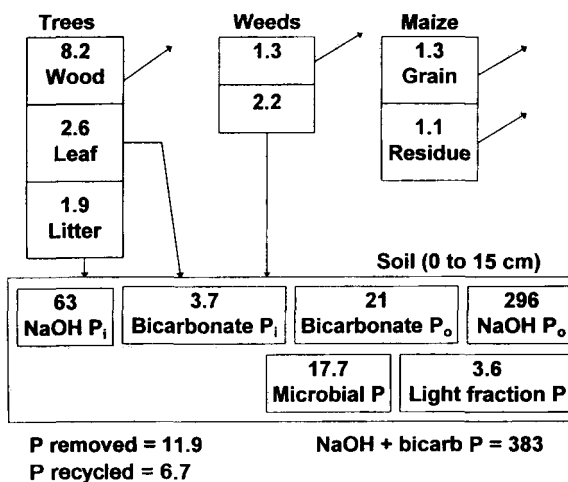 Trees Weeds Maize
8.2
Wood
2.6
Leaf
1.9
Litter
1.3
2.2
1.3
Grain
1.1
Residue
Soil (0 to 15 cm)
63
NaOH Pi
3.7
Bicarbonate Pi
21
Bicarbonate Po
296
NaOH Po
17.7
Microbial P
3.6
Light fraction P
P removed = 11.9
P recycled = 6.7
NaOH + bicarb P = 383